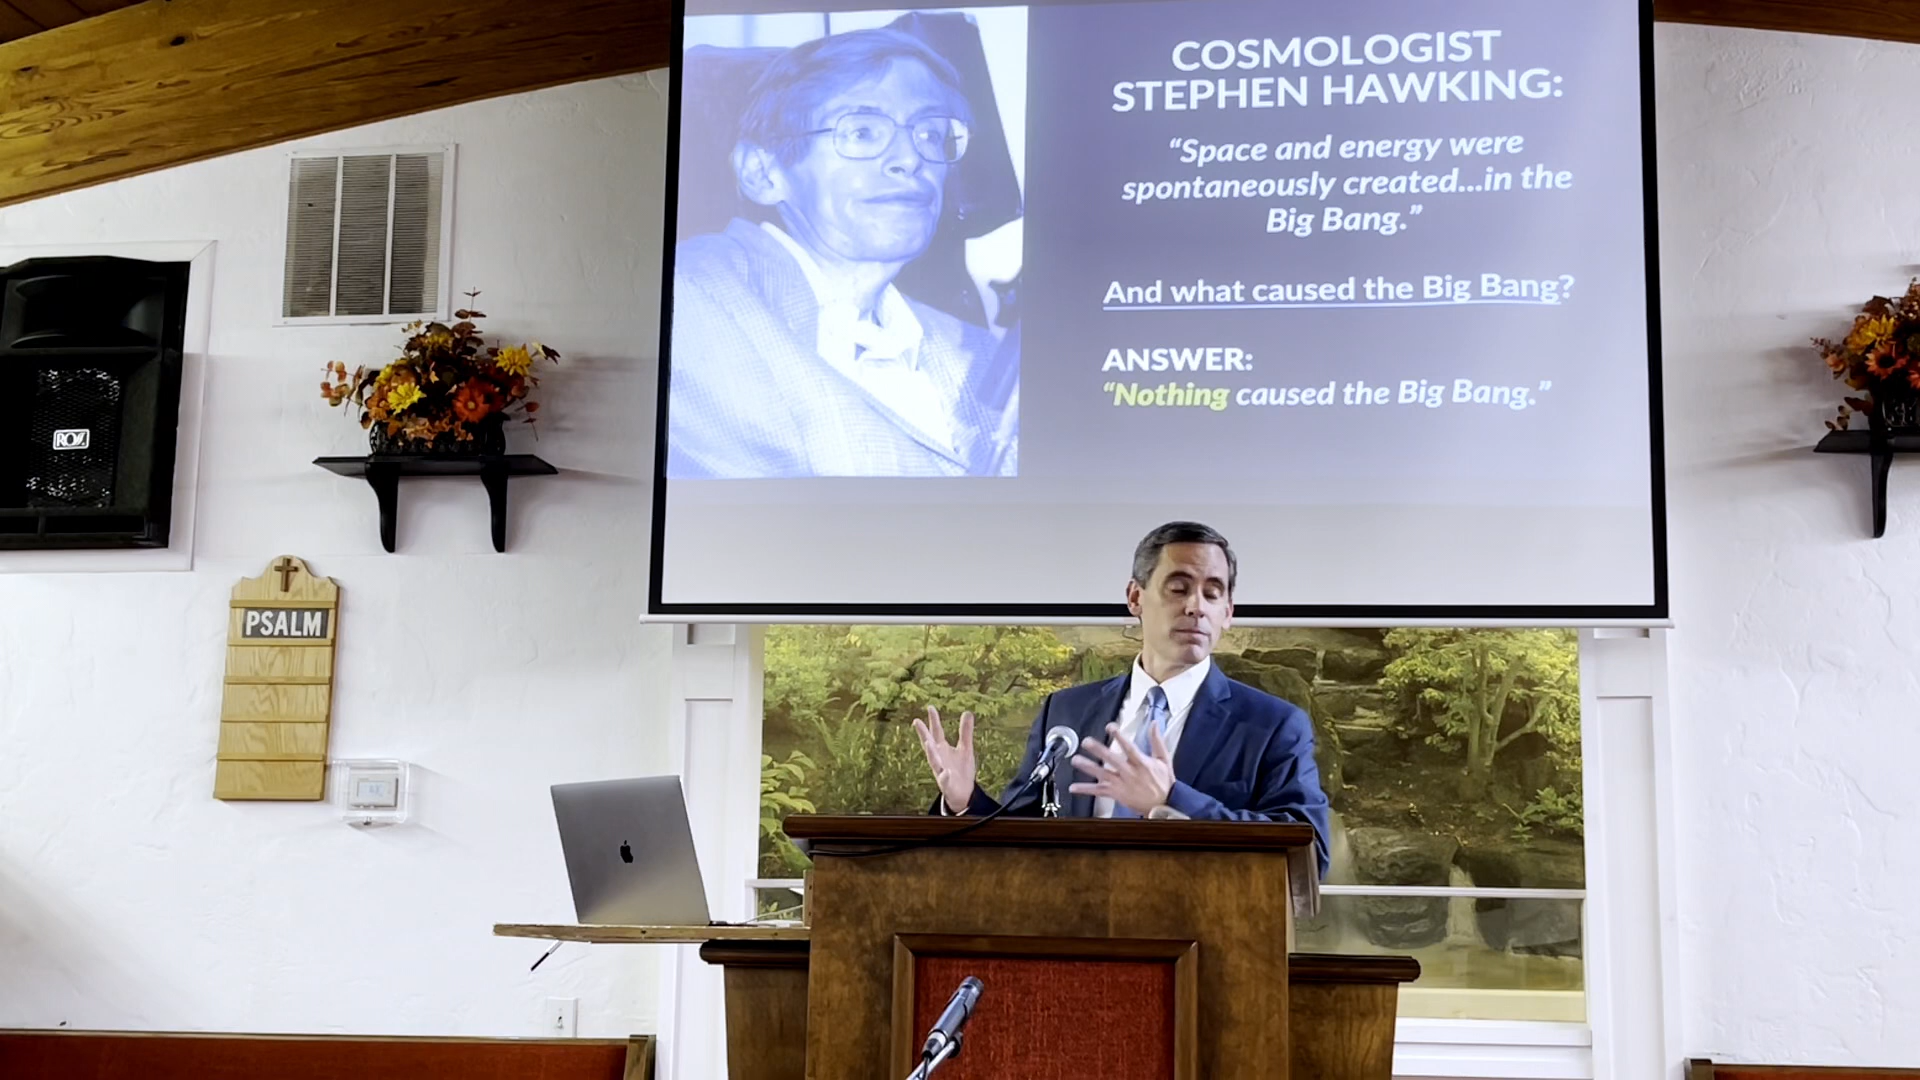 COSMOLOGIST
STEPHEN HAWKING:
“Space and energy were
spontaneously created...in the
Big Bang.”
And what caused the Big Bang?
ANSWER:
“Nothing caused the Big Bang.”
ROX
PSALM